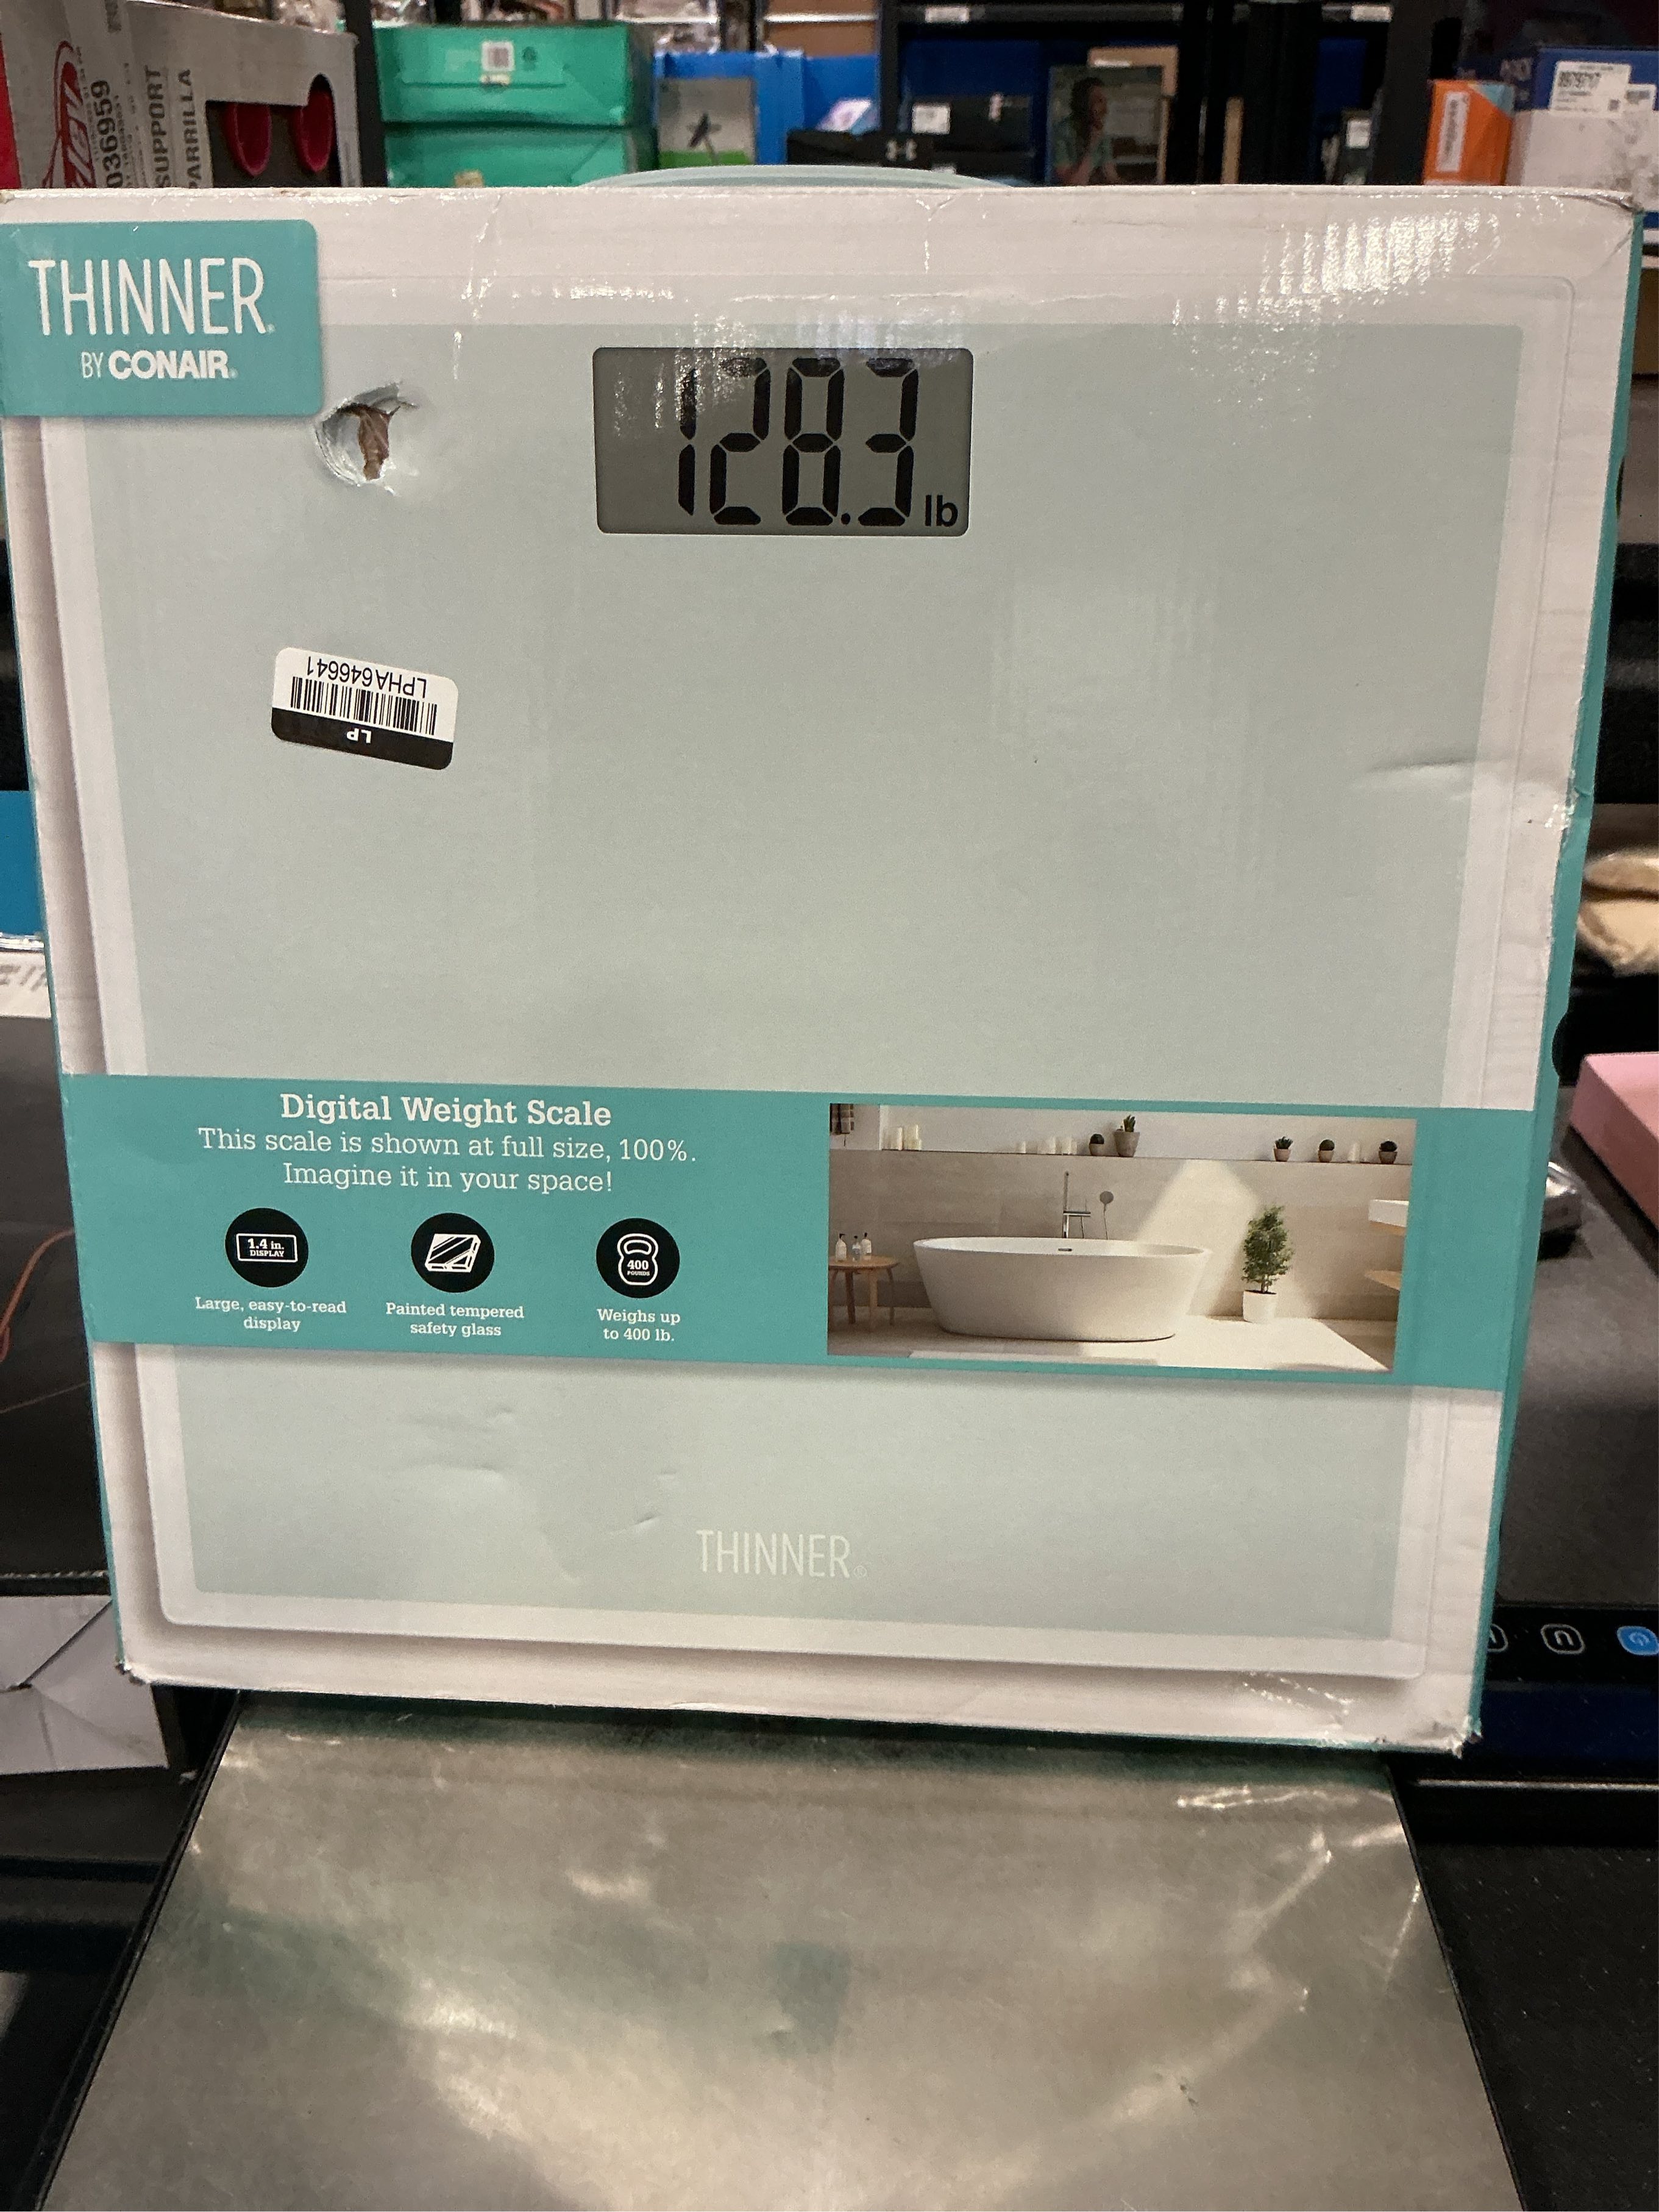 036959
SUPPORT
PARRILLA
THINNER®
BY CONAIR®
128.3 lb
LPHA646641
LP
Digital Weight Scale
This scale is shown at full size, 100%.
Imagine it in your space!
1.4 in.
DISPLAY
Large, easy-to-read
display
Painted tempered
safety glass
400
POUNDS
Weighs up
to 400 lb.
THINNER®